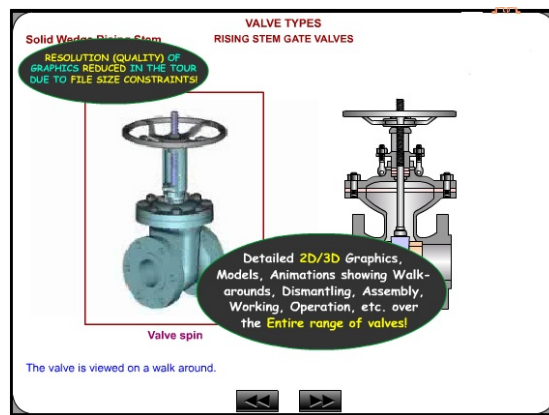 VALVE TYPES
Solid Wedge Rising Stem
RISING STEM GATE VALVES
RESOLUTION (QUALITY) OF
GRAPHICS REDUCED IN THE TOUR
DUE TO FILE SIZE CONSTRAINTS!
Detailed 2D/3D Graphics,
Models, Animations showing Walk-
arounds, Dismantling, Assembly,
Working, Operation, etc. over
the Entire range of valves!
Valve spin
The valve is viewed on a walk around.